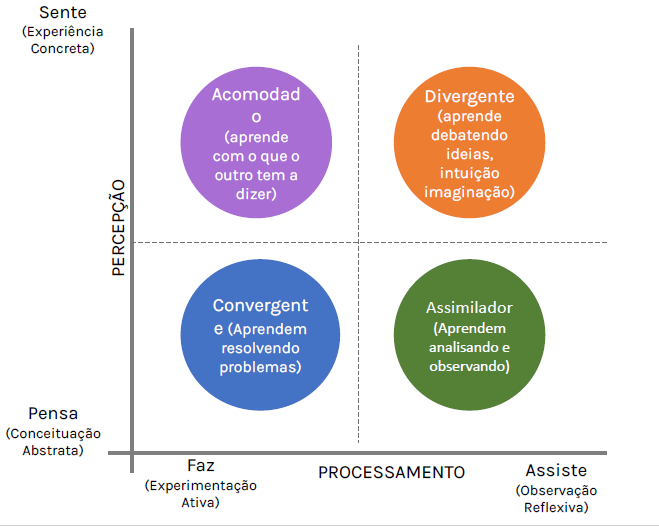 Sente
(Experiência
Concreta)
PERCEPÇÃO
Acomodad
o
(aprende
com o que o
outro tem a
dizer)
Divergente
(aprende
debatendo
ideias,
intuição
imaginação)
Convergent
e (Aprendem
resolvendo
problemas)
Assimilador
(Aprendem
analisando e
observando)
Pensa
(Conceituação
Abstrata)
Faz
(Experimentação
Ativa)
PROCESSAMENTO
Assiste
(Observação
Reflexiva)